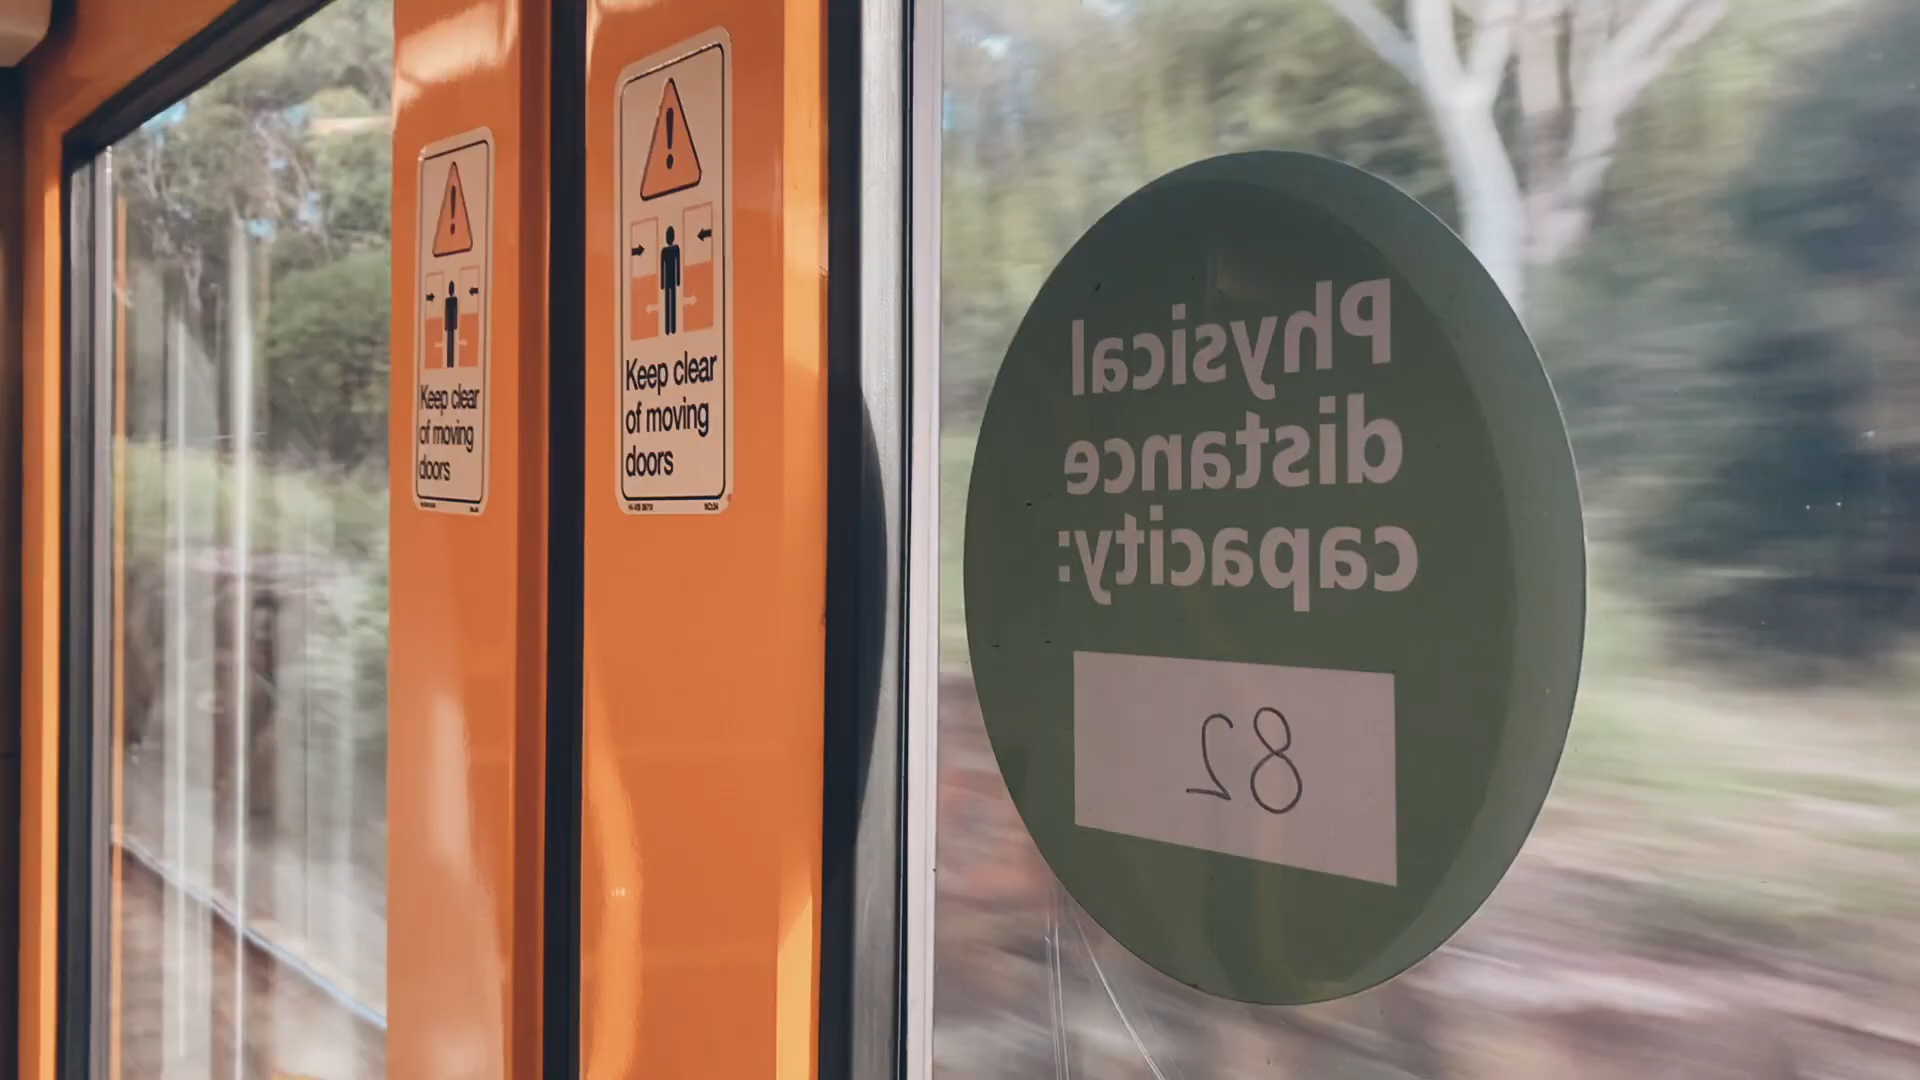 Keep clear
of moving
doors
Keep clear
of moving
doors
Physical
distance
capacity:
82